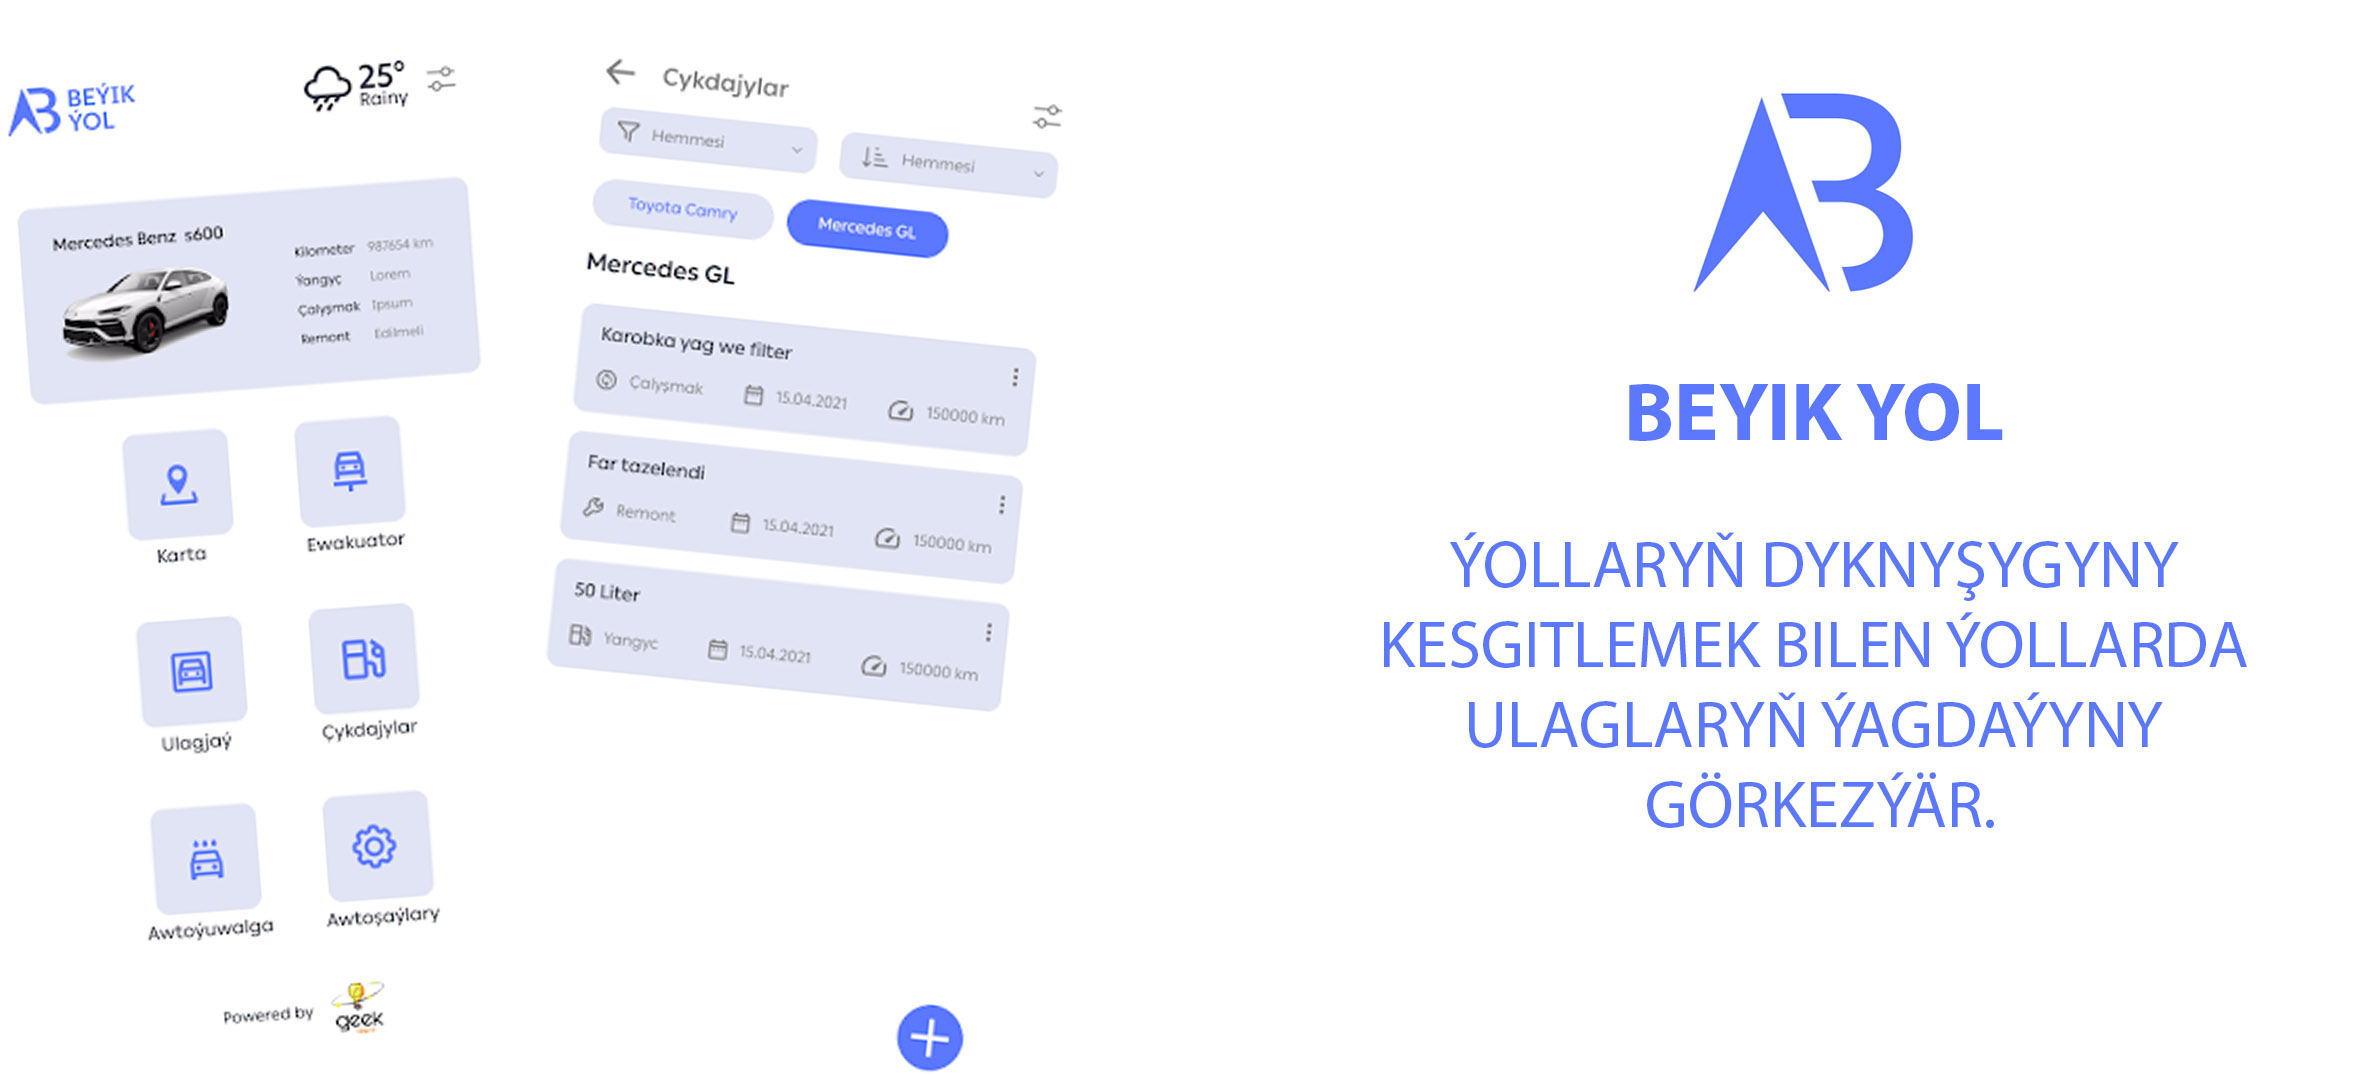 BEÝIK
ÝOL
25°
Rainy
Mercedes Benz s600
Kilometer 987654 km
Ýangyç Lorem
Çalyşmak Ipsum
Remont Edilmeli
Karta
Ewakuator
Ulagjaý
Çykdajylar
Awtoýuwalga
Awtoşaýlary
Powered by
geek
Cykdajylar
Hemmesi
Hemmesi
Toyota Camry
Mercedes GL
Mercedes GL
Karobka yag we filter
Çalyşmak 15.04.2021 150000 km
Far tazelendi
Remont 15.04.2021 150000 km
50 Liter
Yangyc 15.04.2021 150000 km
AB
BEYIK YOL
ÝOLLARYŇ DYKNYŞYGYNY
KESGITLEMEK BILEN ÝOLLARDA
ULAGLARYŇ ÝAGDAÝYNY
GÖRKEZÝÄR.